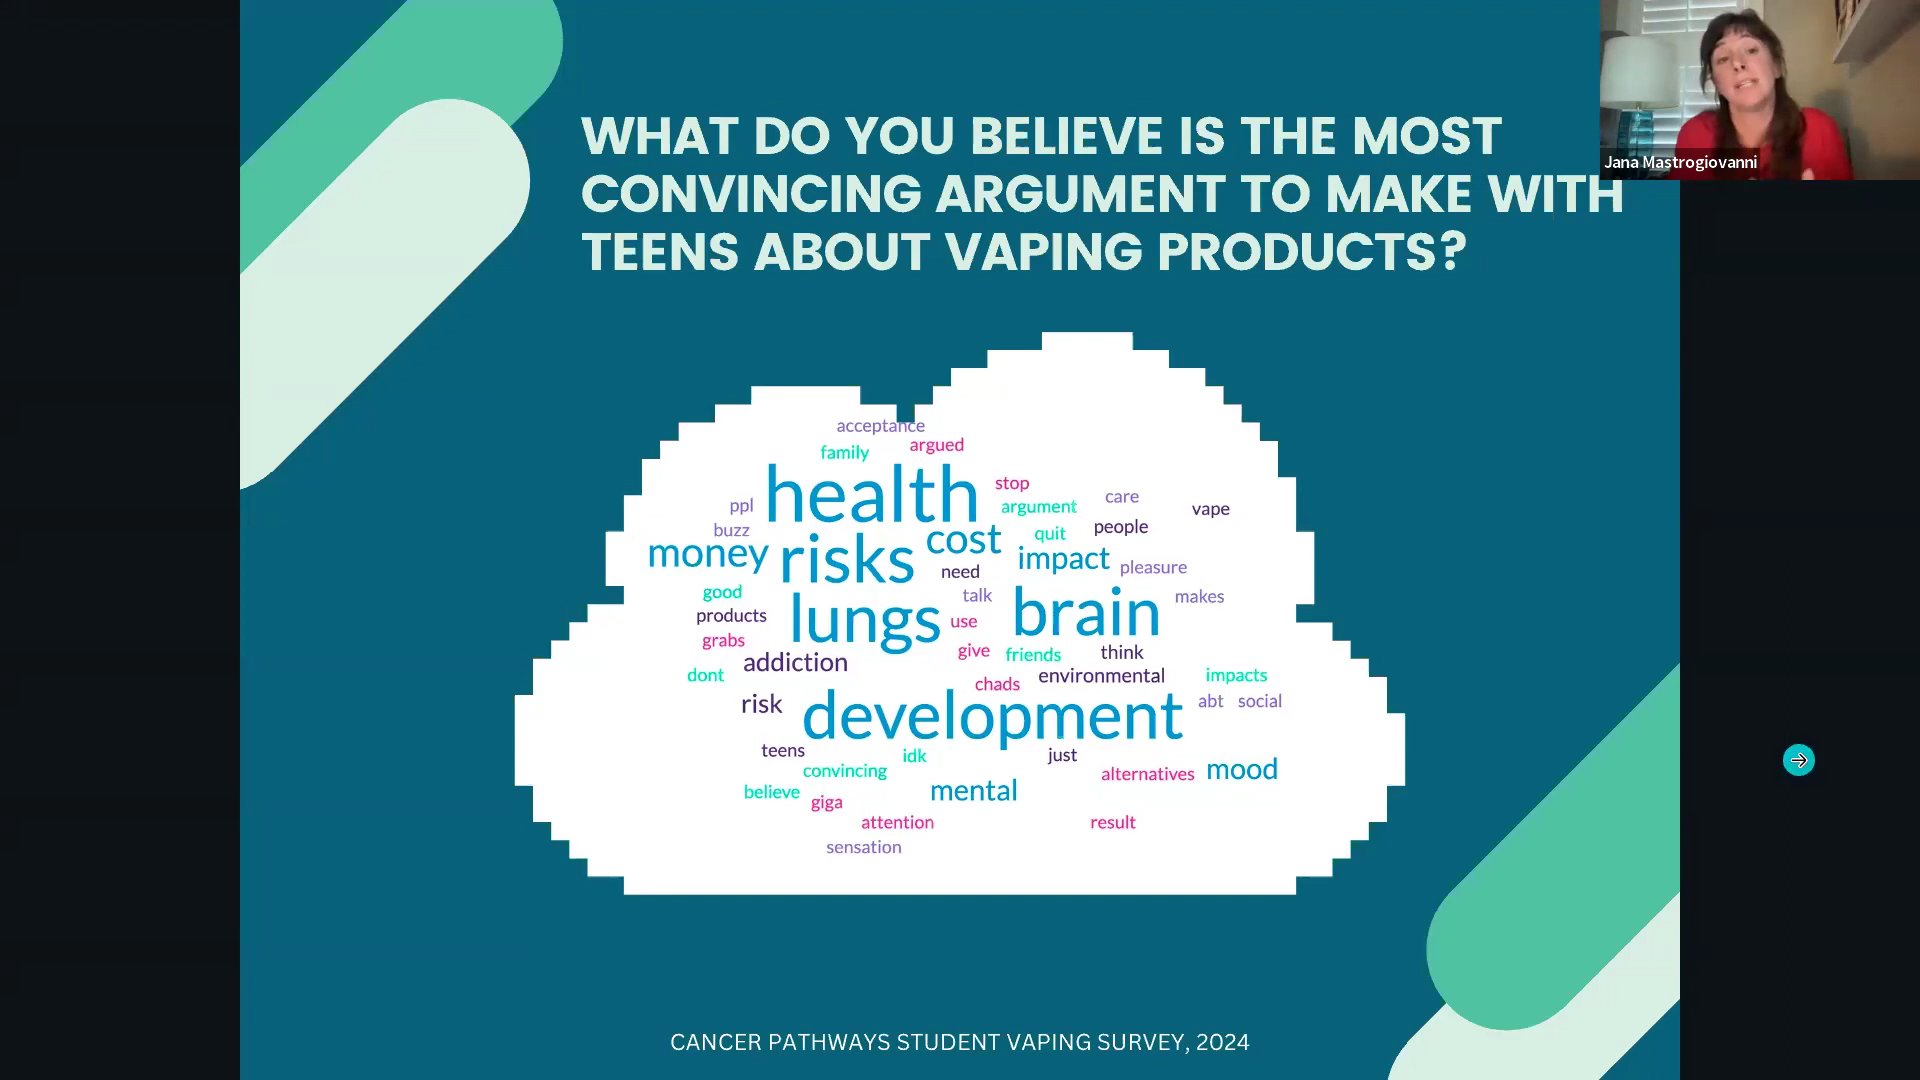 WHAT DO YOU BELIEVE IS THE MOST
CONVINCING ARGUMENT TO MAKE WITH
TEENS ABOUT VAPING PRODUCTS?
Jana Mastrogiovanni
acceptance
family argued
health stop
ppl argument care vape
buzz cost quit people
money risks need impact pleasure
good talk brain makes
products lungs use
grabs give friends think
addiction environmental
dont chads impacts
risk development abt social
teens idk just
convincing alternatives mood
believe giga mental
attention result
sensation
CANCER PATHWAYS STUDENT VAPING SURVEY, 2024